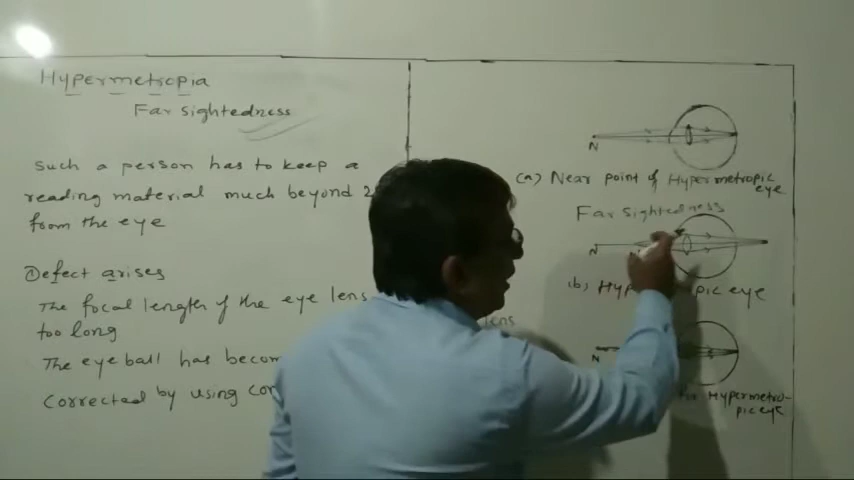 Hypermetropia
Far sightedness
Such a person has to keep a
reading material much beyond 2
from the eye
Defect arises
The focal length of the eye lens
too long
The eye ball has becom
Corrected by using con
lens
N
(a) Near point of Hypermetropic
eye
Far sightedness
N
(b) Hyp pic eye
N
for Hypermetro-
pic eye